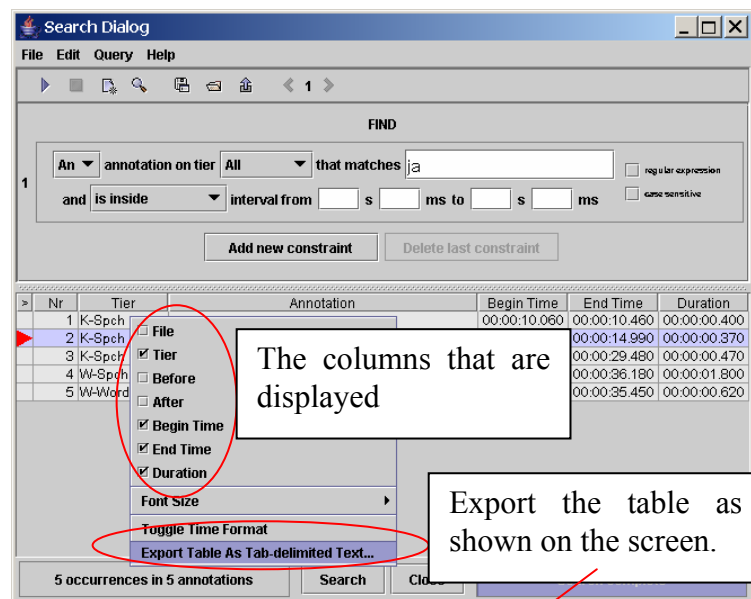 Search Dialog
File Edit Query Help
1
FIND
An annotation on tier All that matches ja
regular expression
1
and is inside interval from s ms to s ms
case sensitive
Add new constraint Delete last constraint
> Nr Tier Annotation Begin Time End Time Duration
1 K-Spch 00:00:10.060 00:00:10.460 00:00:00.400
2 K-Spch 00:00:14.990 00:00:00.370
3 K-Spch 00:00:29.480 00:00:00.470
4 W-Spch 00:00:36.180 00:00:01.800
5 W-Word 00:00:35.450 00:00:00.620
File
Tier
Before
After
Begin Time
End Time
Duration
Font Size
Toggle Time Format
Export Table As Tab-delimited Text...
The columns that are
displayed
Export the table as
shown on the screen.
5 occurrences in 5 annotations Search